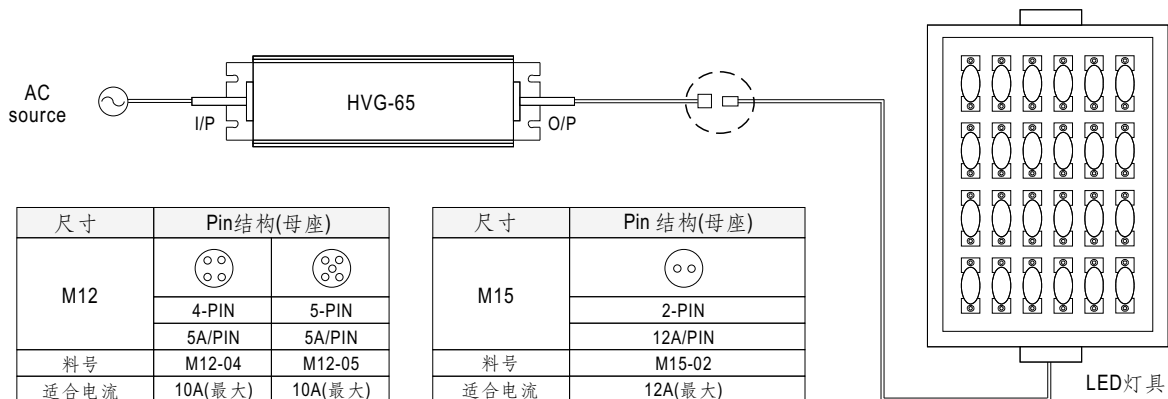 AC
source
I/P
HVG-65
O/P
尺寸 Pin结构(母座)
M12
4-PIN 5-PIN
5A/PIN 5A/PIN
料号 M12-04 M12-05
适合电流 10A(最大) 10A(最大)
尺寸 Pin 结构(母座)
M15
2-PIN
12A/PIN
料号 M15-02
适合电流 12A(最大)
LED灯具